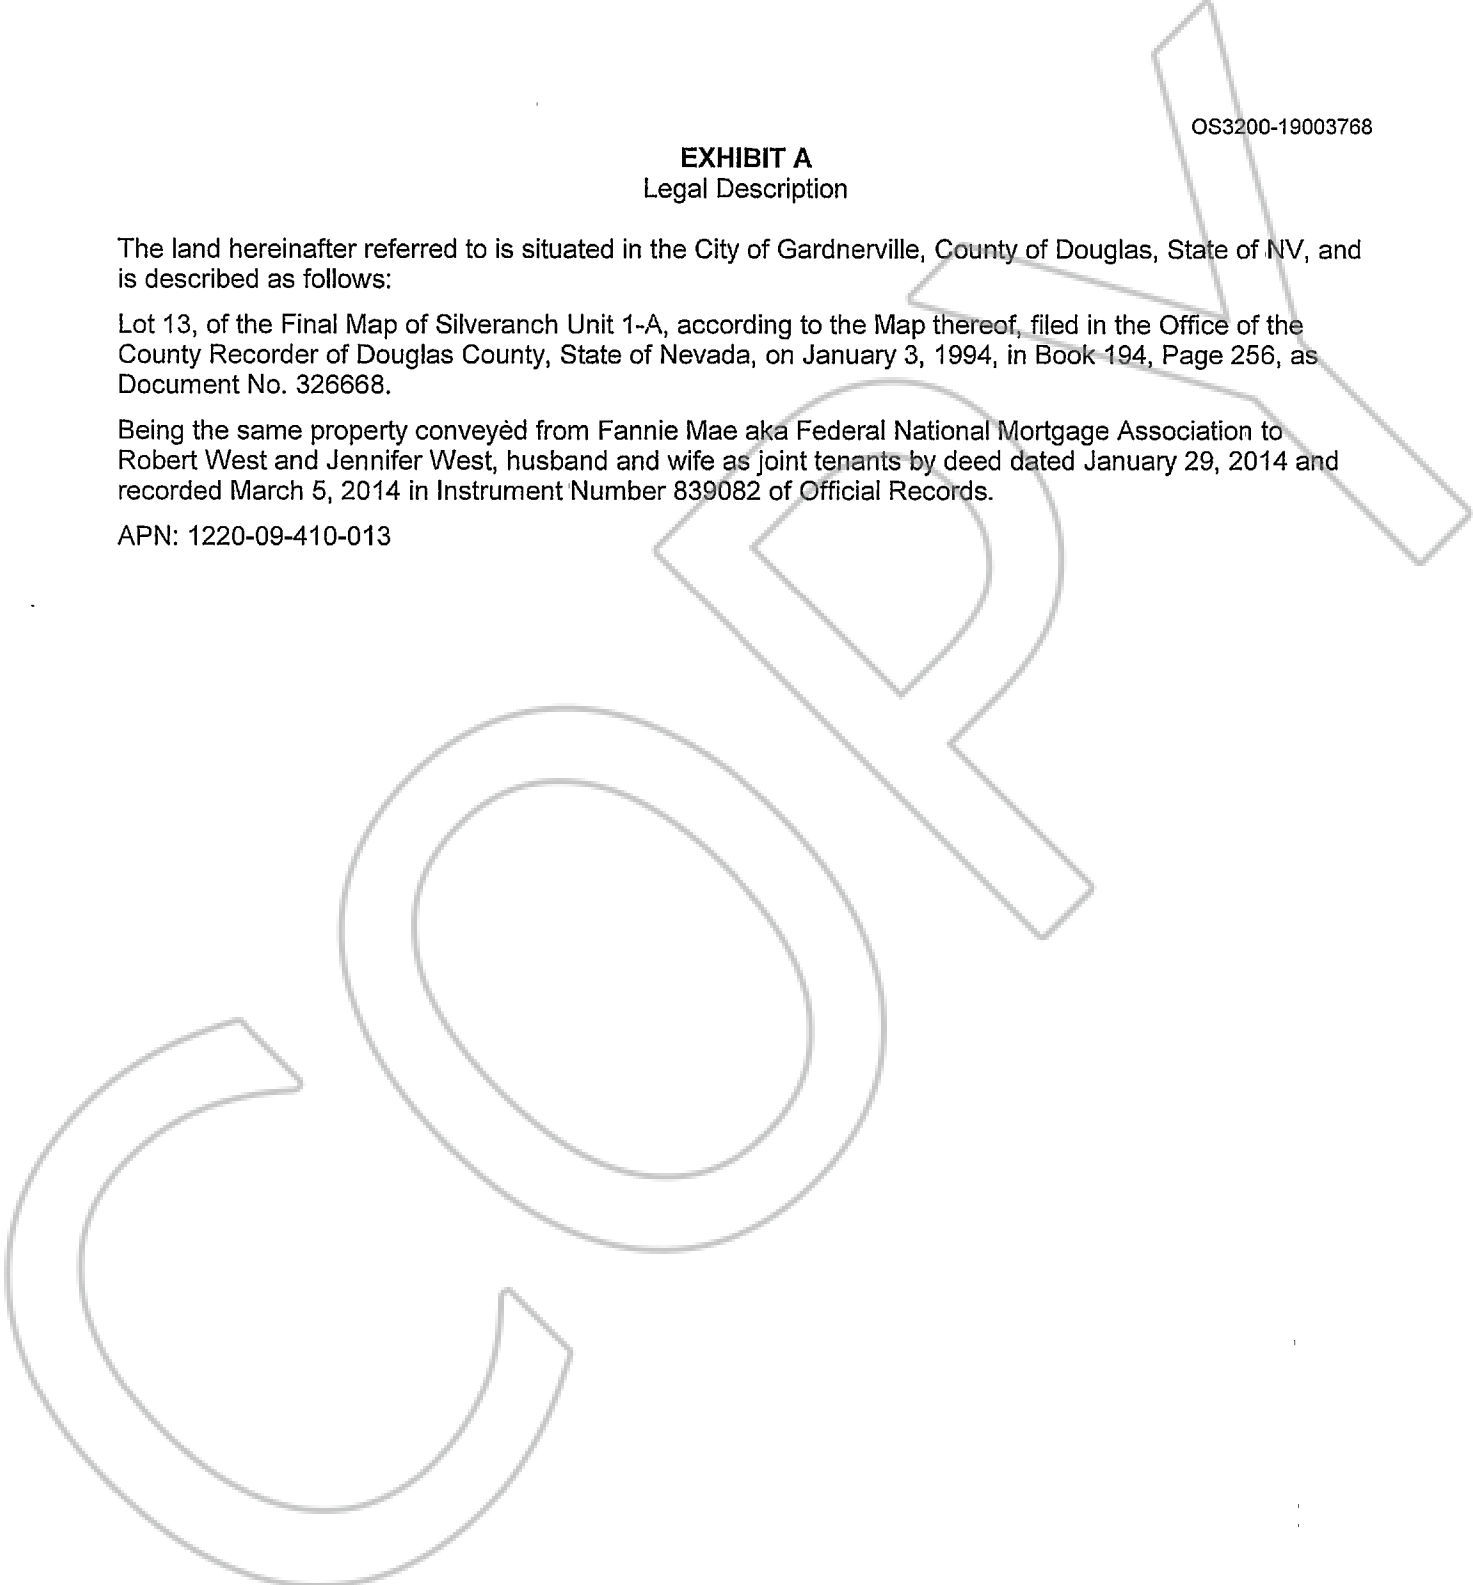 OS3200-19003768
EXHIBIT A
Legal Description
The land hereinafter referred to is situated in the City of Gardnerville, County of Douglas, State of NV, and
is described as follows:
Lot 13, of the Final Map of Silveranch Unit 1-A, according to the Map thereof, filed in the Office of the
County Recorder of Douglas County, State of Nevada, on January 3, 1994, in Book 194, Page 256, as
Document No. 326668.
Being the same property conveyed from Fannie Mae aka Federal National Mortgage Association to
Robert West and Jennifer West, husband and wife as joint tenants by deed dated January 29, 2014 and
recorded March 5, 2014 in Instrument Number 839082 of Official Records.
APN: 1220-09-410-013
COPY